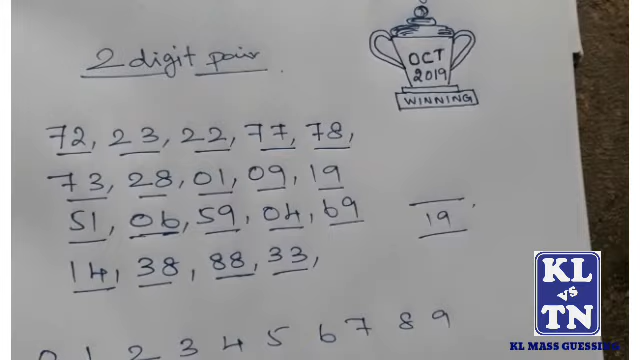 2 digit pair.
OCT
2019
WINNING
72, 23, 22, 77, 78,
73, 28, 01, 09, 19
51, 06, 59, 04, 69
19
14, 38, 88, 33,
0 1 2 3 4 5 6 7 8 9
KL
VS
TN
KL MASS GUESSING